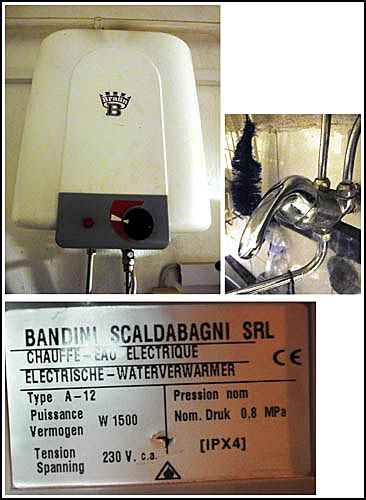 Braün
B
BANDINI SCALDABAGNI SRL
CHAUFFE-EAU ELECTRIQUE
ELECTRISCHE-WATERVERWARMER
CE
Type A-12
Puissance
Vermogen W 1500
Tension
Spanning 230 V. c.a.
Pression nom
Nom. Druk 0,8 MPa
[IPX4]